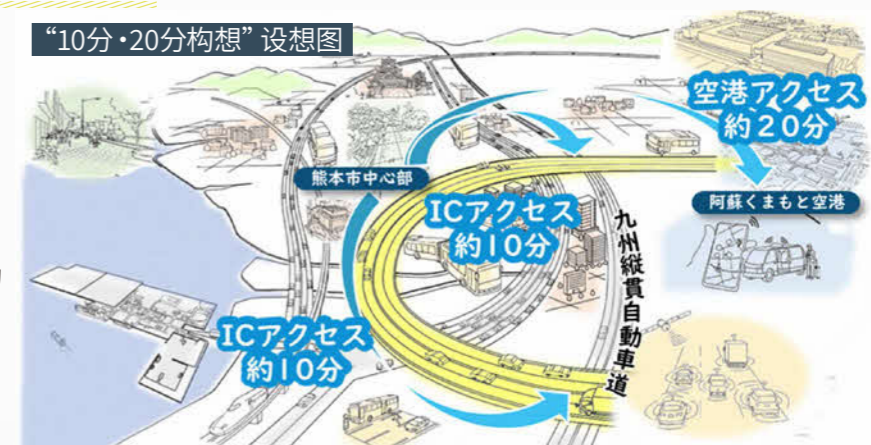 “10分・20分构想”设想图
空港アクセス
約20分
熊本市中心部
阿蘇くまもと空港
ICアクセス
約10分
九州縦貫自動車道
ICアクセス
約10分